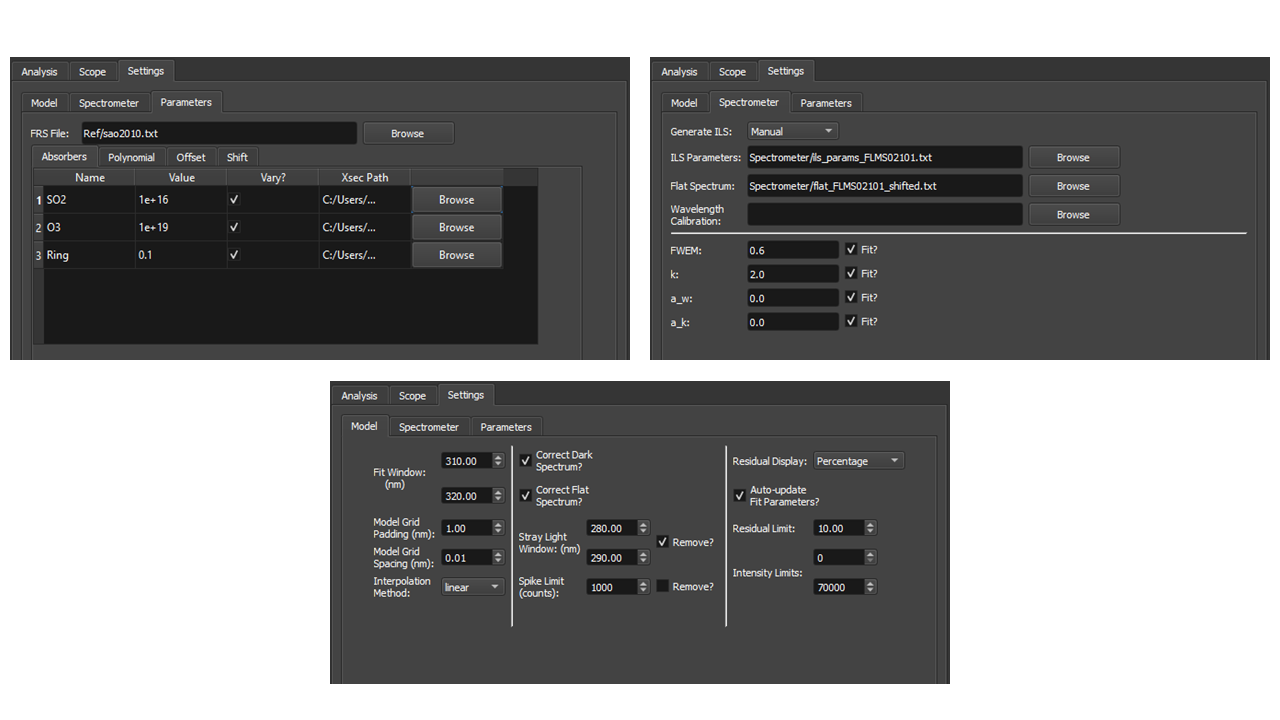 Analysis Scope Settings
Model Spectrometer Parameters
FRS File: Ref/sao2010.txt Browse
Absorbers Polynomial Offset Shift
Name Value Vary? Xsec Path
1 SO2 1e+16 C:/Users/... Browse
2 O3 1e+19 C:/Users/... Browse
3 Ring 0.1 C:/Users/... Browse
Analysis Scope Settings
Model Spectrometer Parameters
Generate ILS: Manual
ILS Parameters: Spectrometer/ils_params_FLMS02101.txt Browse
Flat Spectrum: Spectrometer/flat_FLMS02101_shifted.txt Browse
Wavelength
Calibration: Browse
FWEM: 0.6 Fit?
k: 2.0 Fit?
a_w: 0.0 Fit?
a_k: 0.0 Fit?
Analysis Scope Settings
Model Spectrometer Parameters
Fit Window:
(nm)
310.00
320.00
Model Grid
Padding (nm): 1.00
Model Grid
Spacing (nm): 0.01
Interpolation
Method: linear
Correct Dark
Spectrum?
Correct Flat
Spectrum?
Stray Light
Window: (nm)
280.00
290.00
Remove?
Spike Limit
(counts): 1000 Remove?
Residual Display: Percentage
Auto-update
Fit Parameters?
Residual Limit: 10.00
Intensity Limits:
0
70000